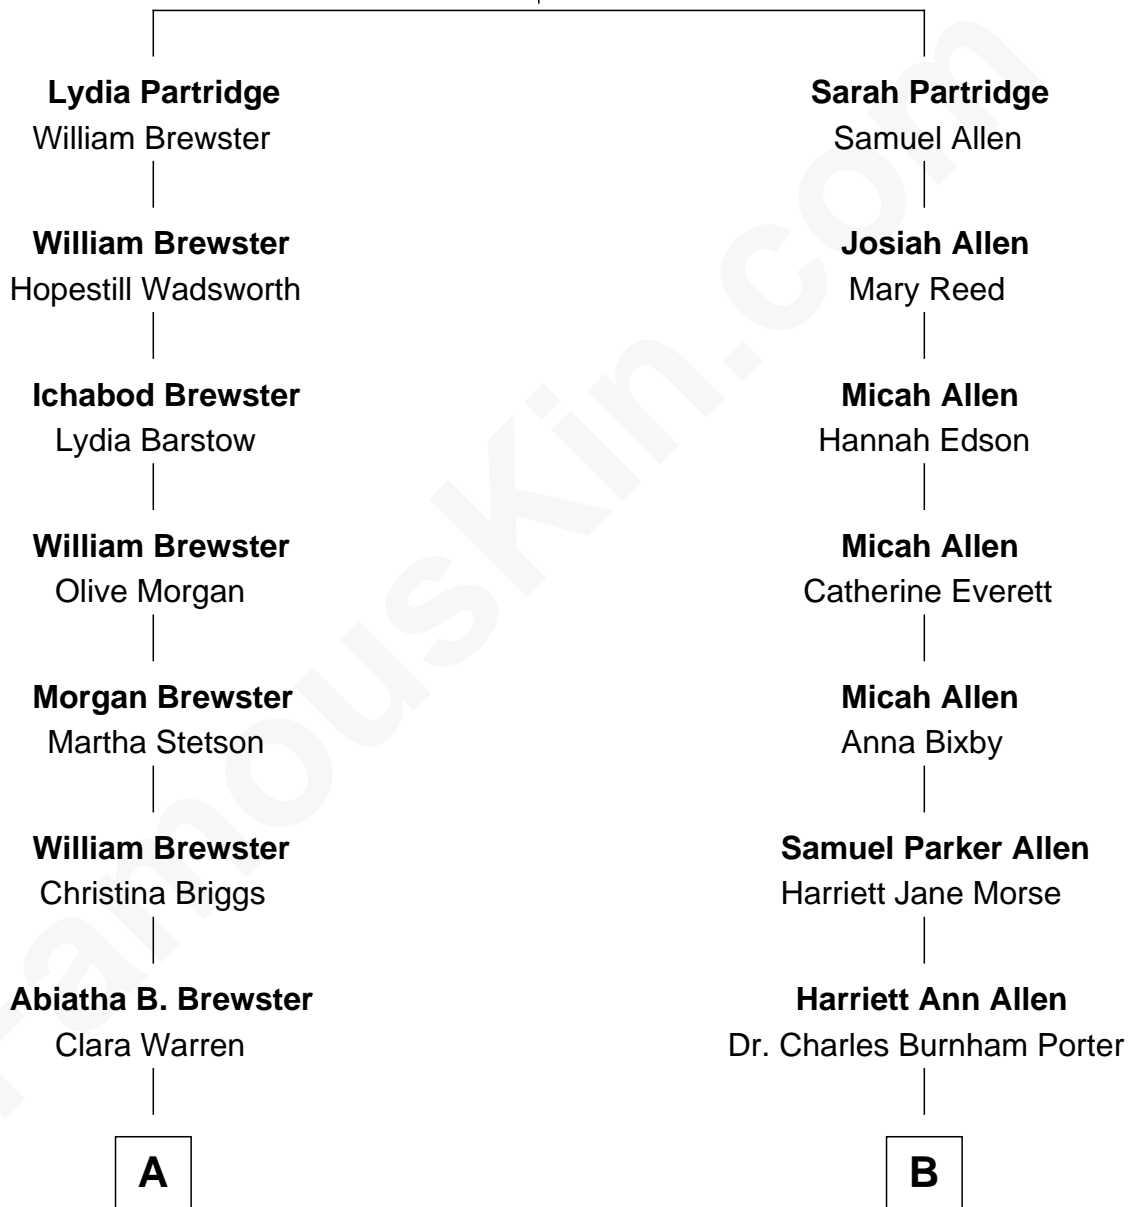 Lydia Partridge
William Brewster
William Brewster
Hopestill Wadsworth
Ichabod Brewster
Lydia Barstow
William Brewster
Olive Morgan
Morgan Brewster
Martha Stetson
William Brewster
Christina Briggs
Abiatha B. Brewster
Clara Warren
A
Sarah Partridge
Samuel Allen
Josiah Allen
Mary Reed
Micah Allen
Hannah Edson
Micah Allen
Catherine Everett
Micah Allen
Anna Bixby
Samuel Parker Allen
Harriett Jane Morse
Harriett Ann Allen
Dr. Charles Burnham Porter
B
FamousKin.com